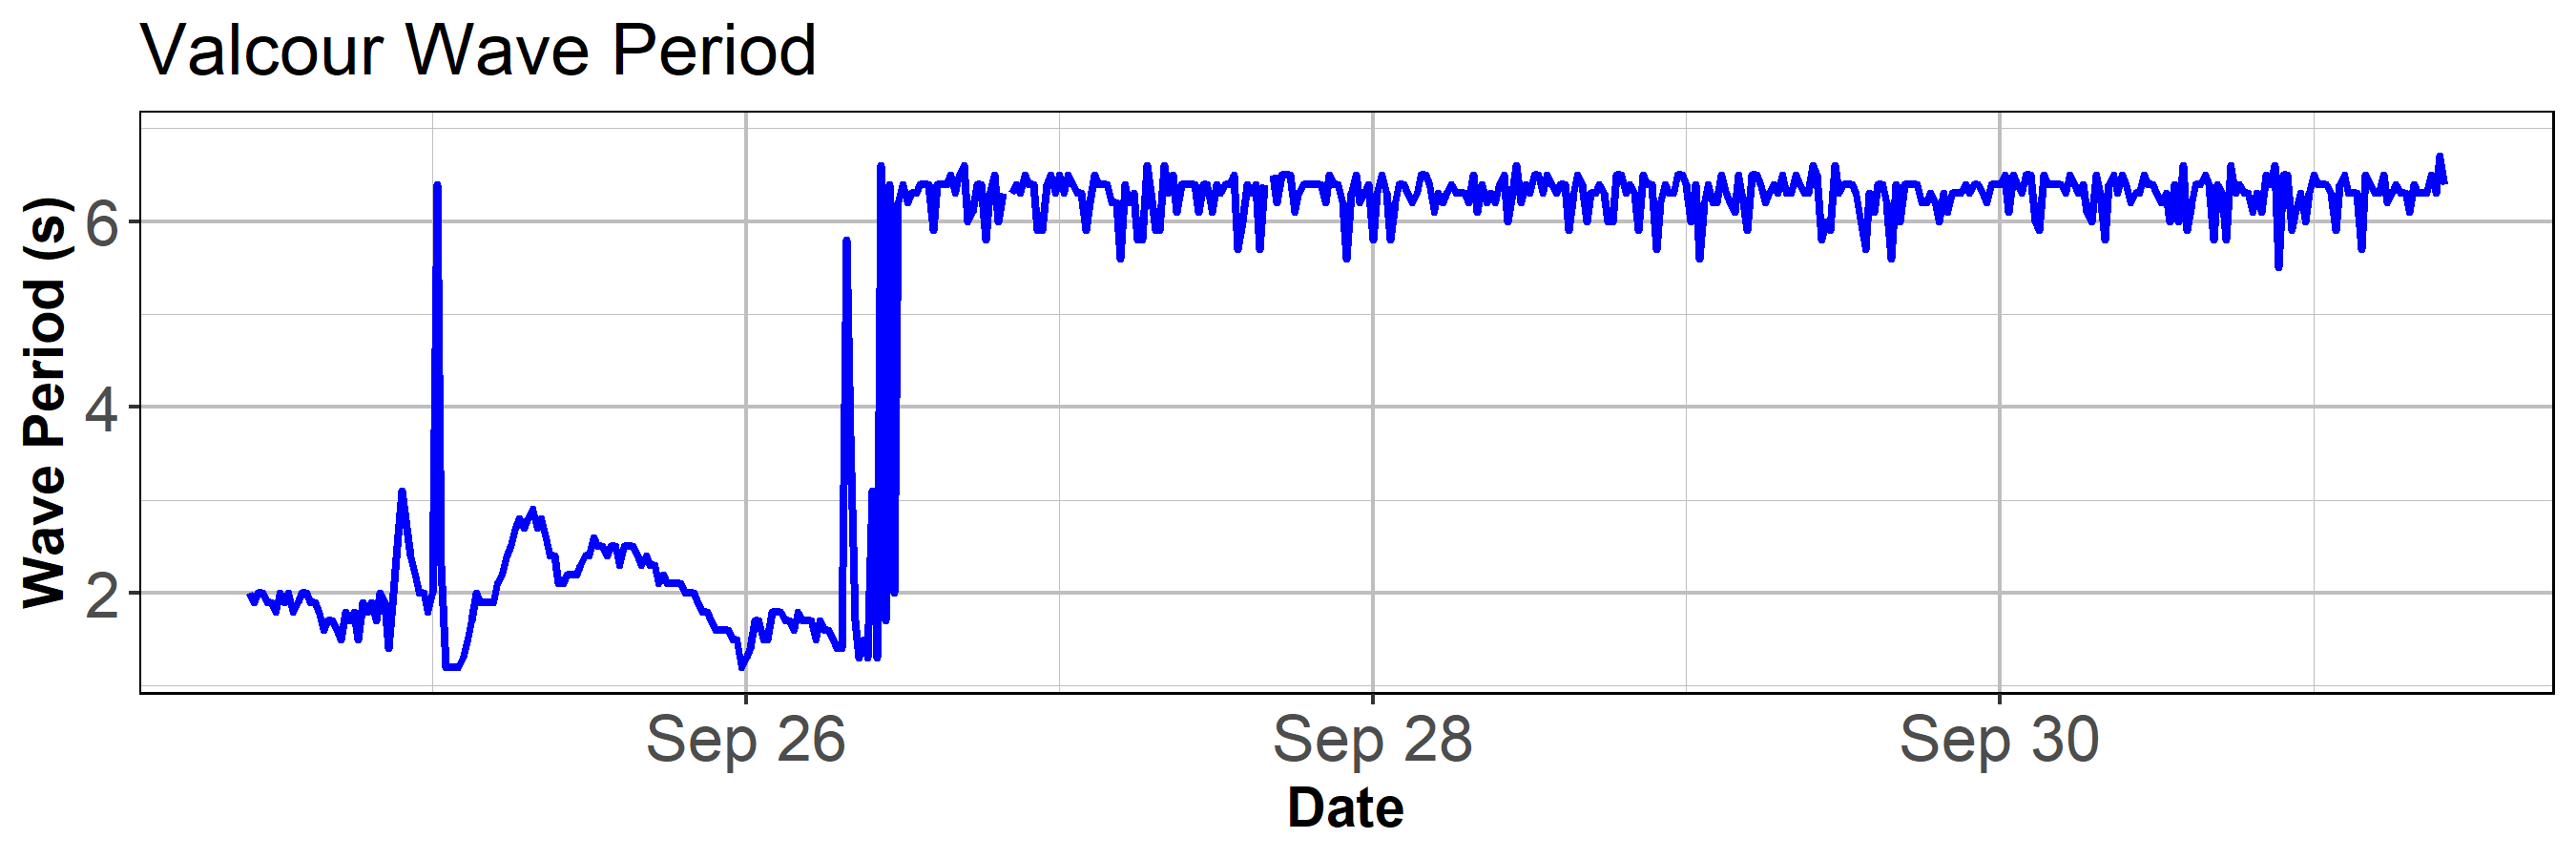 Valcour Wave Period
Wave Period (s)
6
4
2
Sep 26
Sep 28
Sep 30
Date